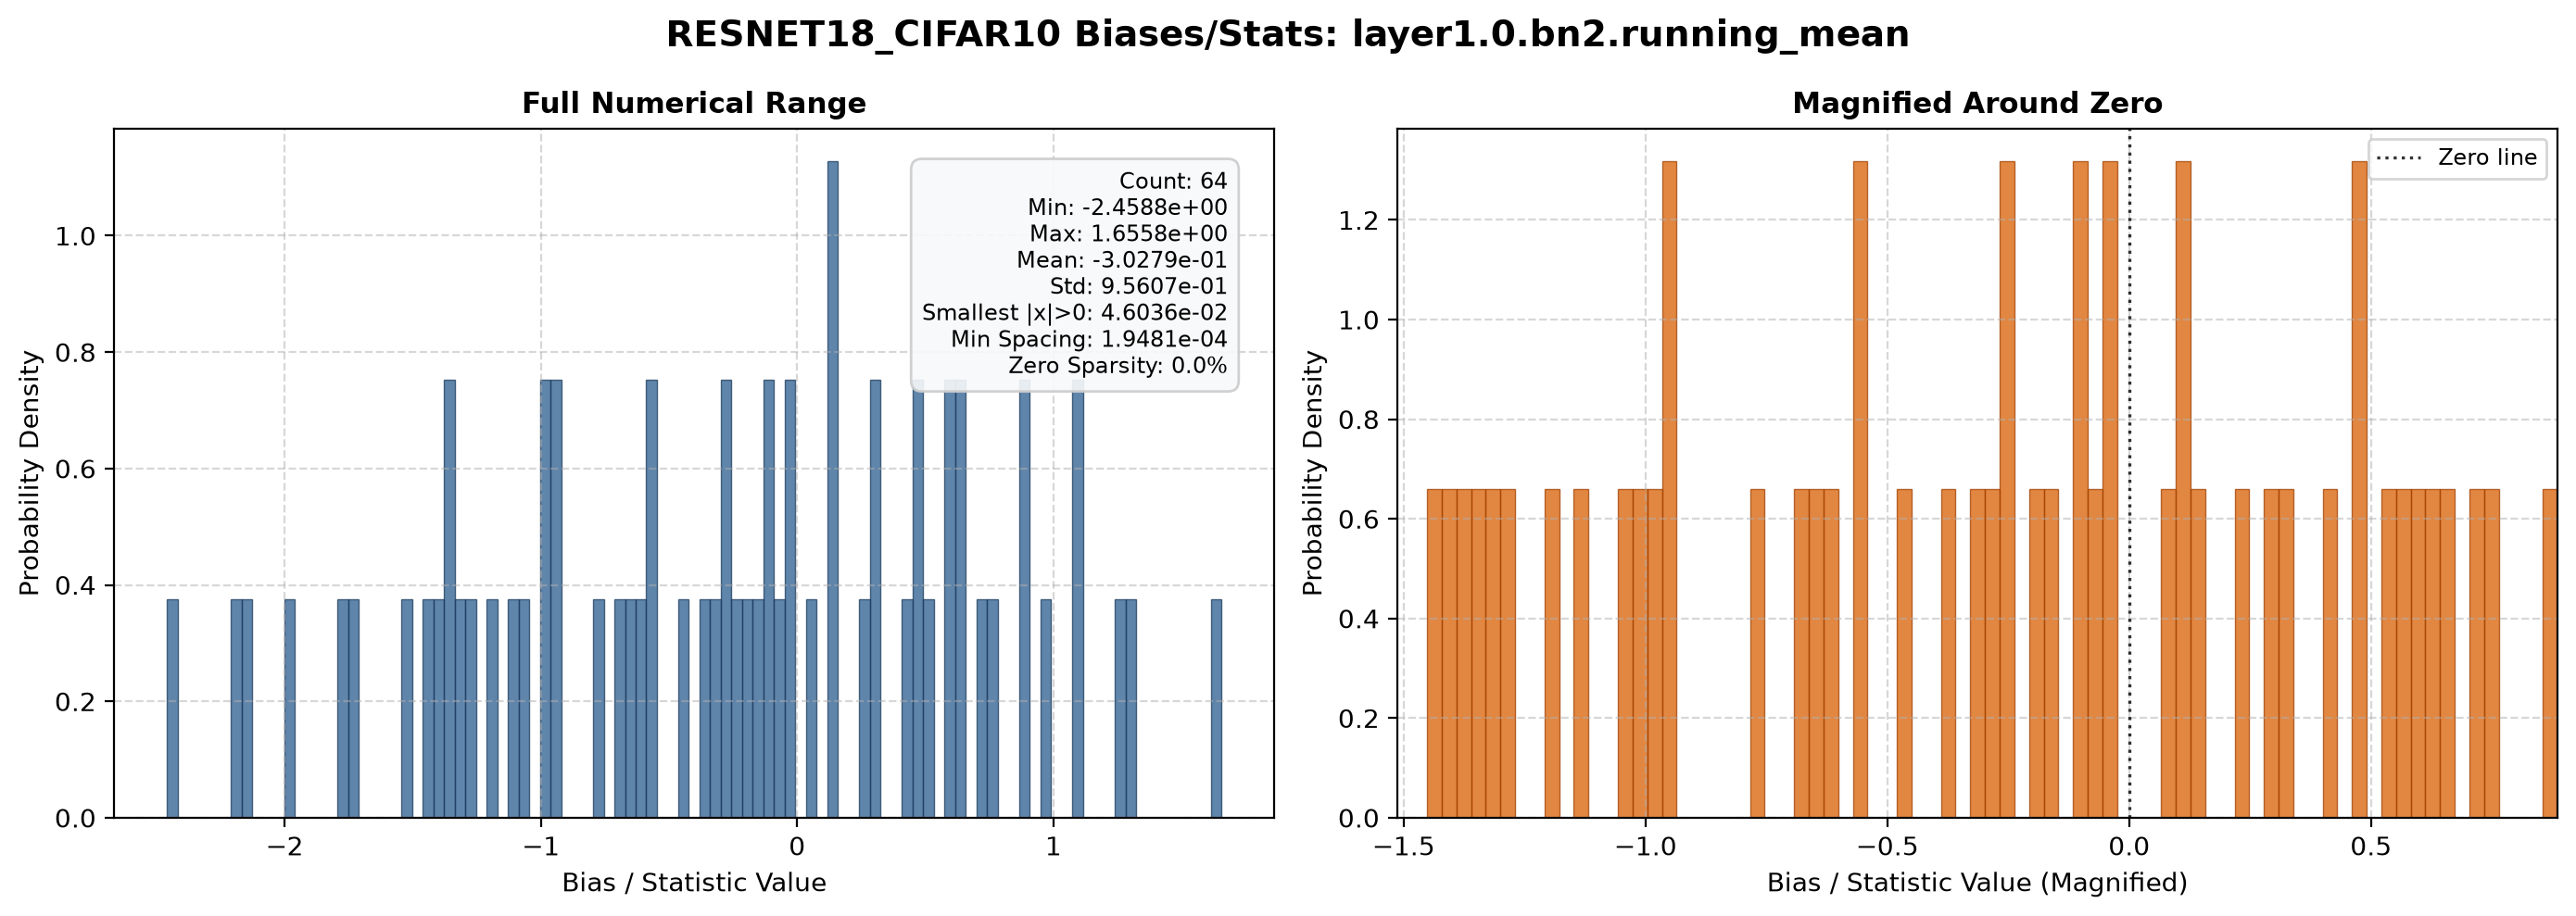 RESNET18_CIFAR10 Biases/Stats: layer1.0.bn2.running_mean
Full Numerical Range
Count: 64
Min: -2.4588e+00
Max: 1.6558e+00
Mean: -3.0279e-01
Std: 9.5607e-01
Smallest |x|>0: 4.6036e-02
Min Spacing: 1.9481e-04
Zero Sparsity: 0.0%
Probability Density
1.0
0.8
0.6
0.4
0.2
0.0
−2
−1
0
1
Bias / Statistic Value
Magnified Around Zero
Zero line
Probability Density
1.2
1.0
0.8
0.6
0.4
0.2
0.0
−1.5
−1.0
−0.5
0.0
0.5
Bias / Statistic Value (Magnified)